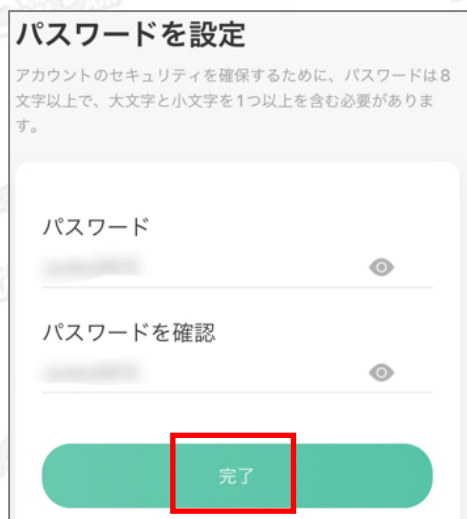 パスワードを設定
アカウントのセキュリティを確保するために、パスワードは8
文字以上で、大文字と小文字を1つ以上を含む必要がありま
す。
パスワード
パスワードを確認
完了